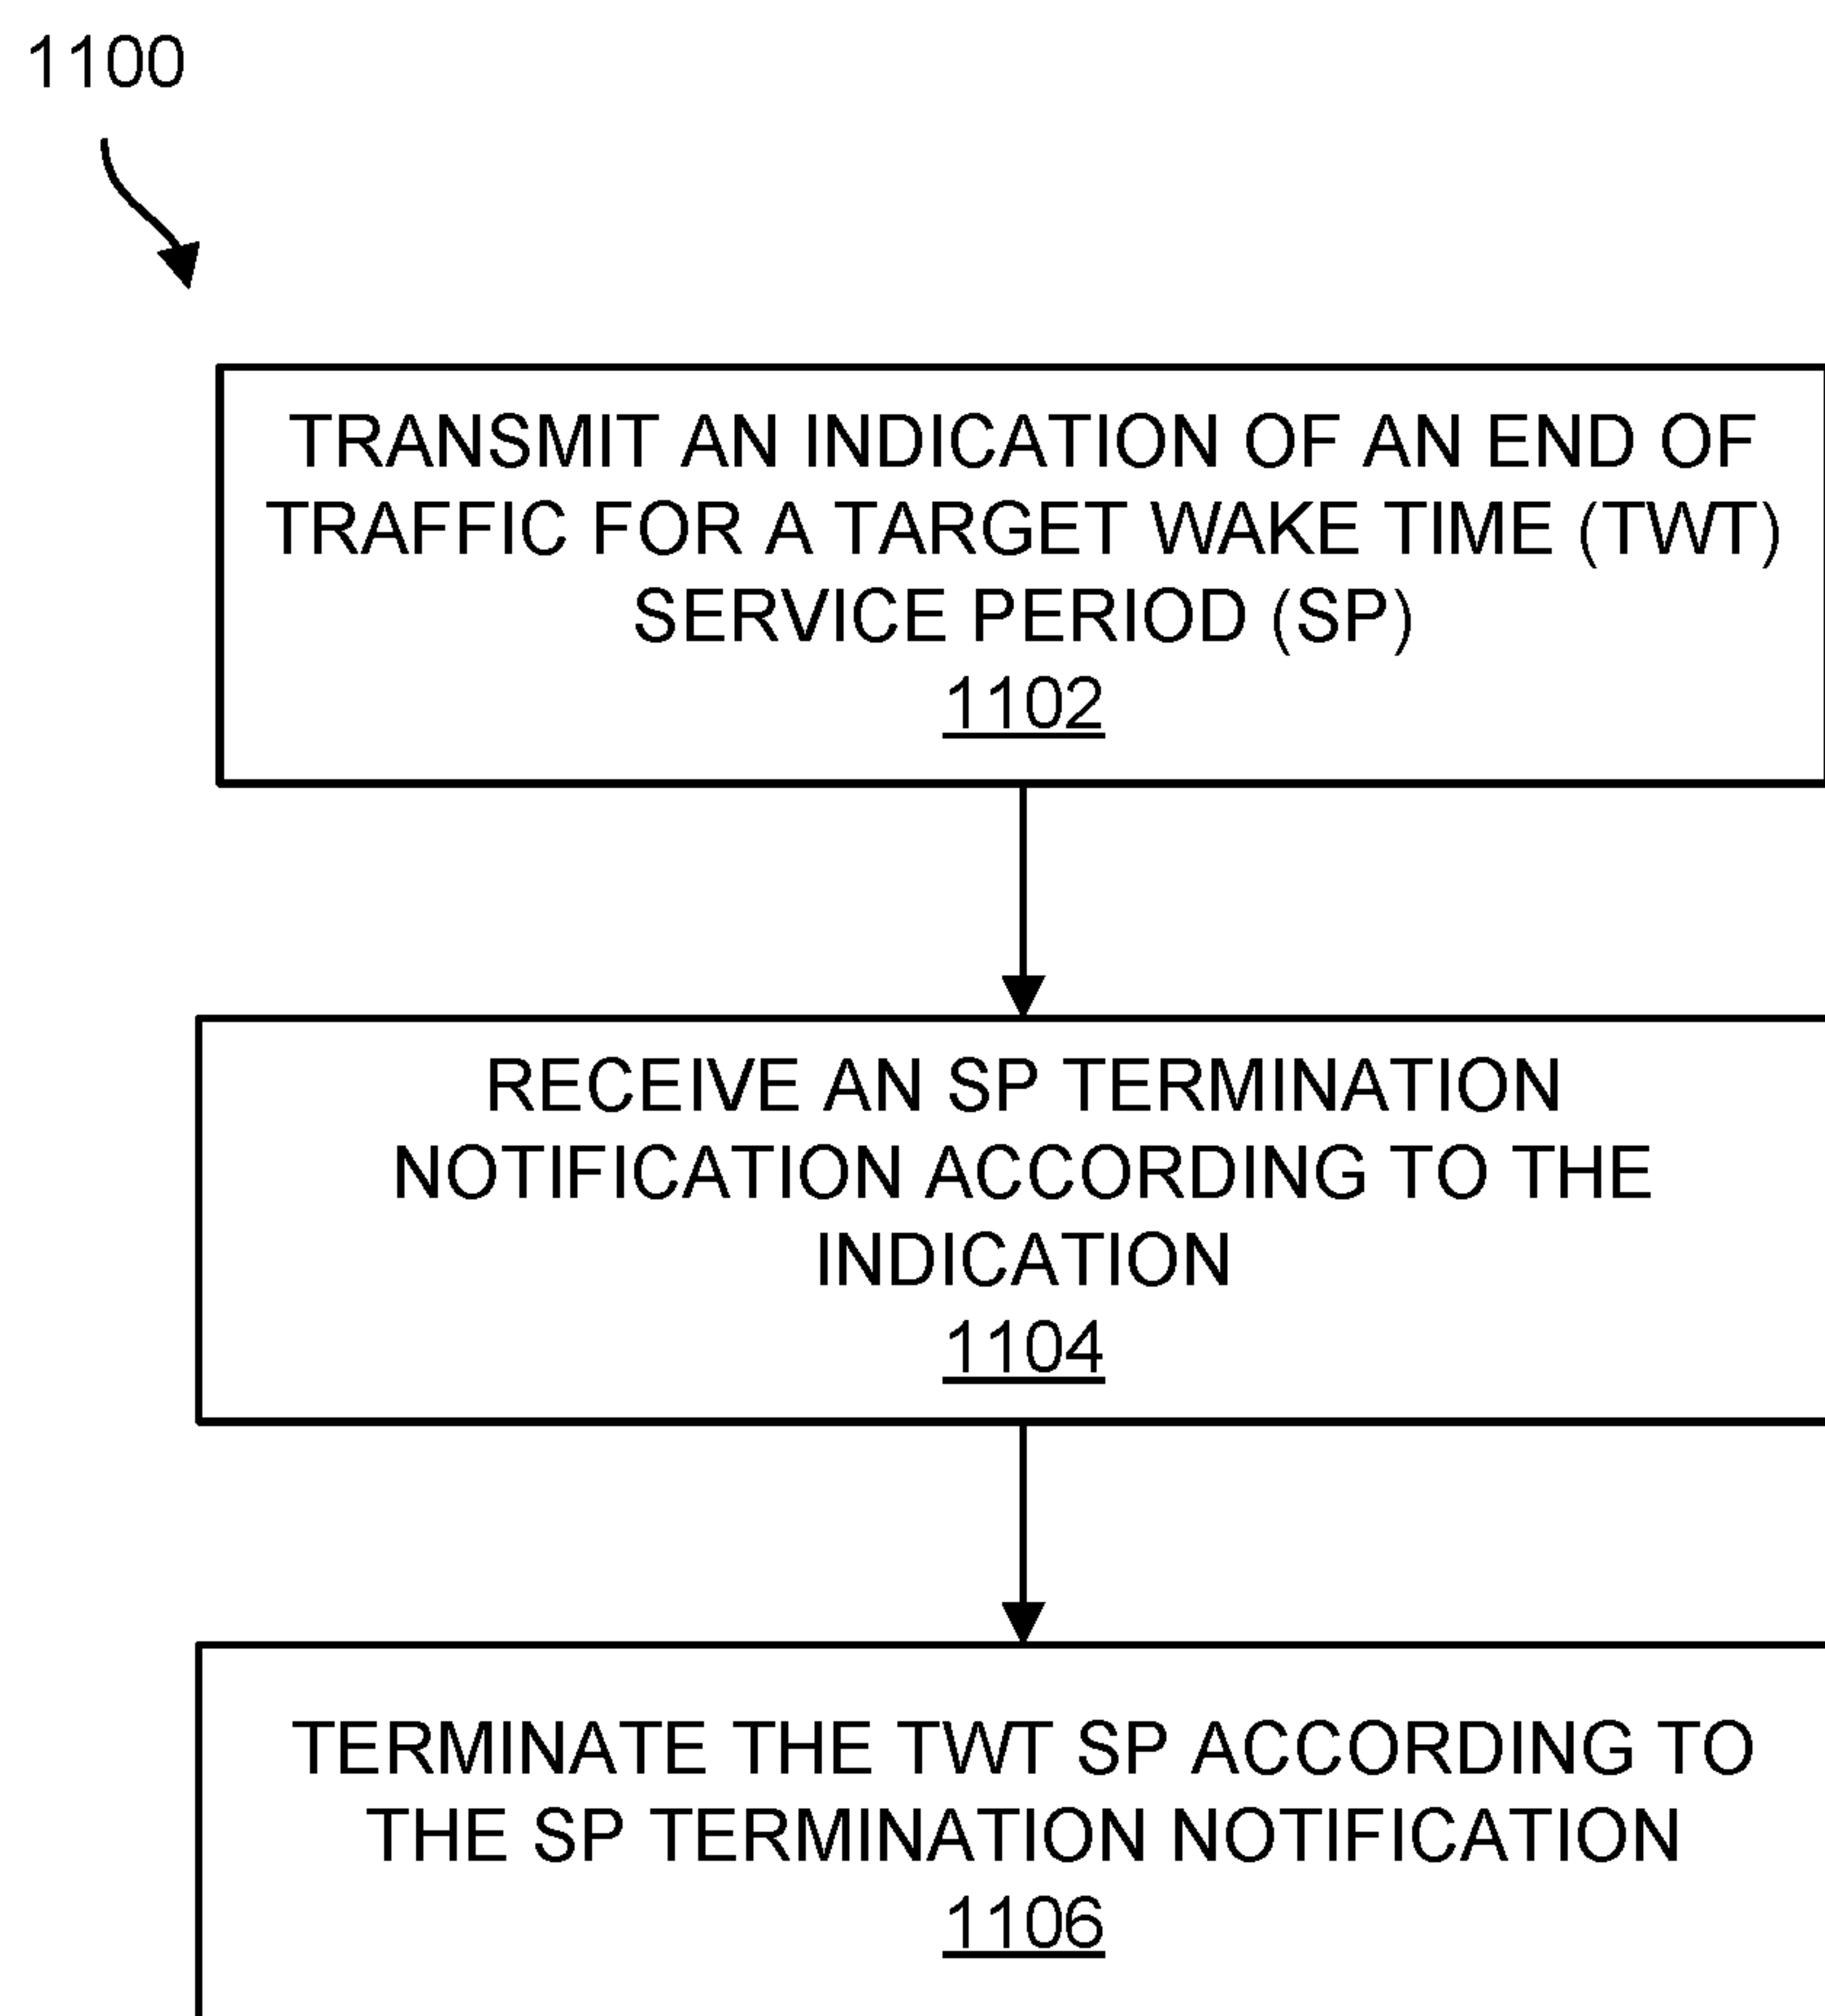 1100
TRANSMIT AN INDICATION OF AN END OF
TRAFFIC FOR A TARGET WAKE TIME (TWT)
SERVICE PERIOD (SP)
1102
RECEIVE AN SP TERMINATION
NOTIFICATION ACCORDING TO THE
INDICATION
1104
TERMINATE THE TWT SP ACCORDING TO
THE SP TERMINATION NOTIFICATION
1106